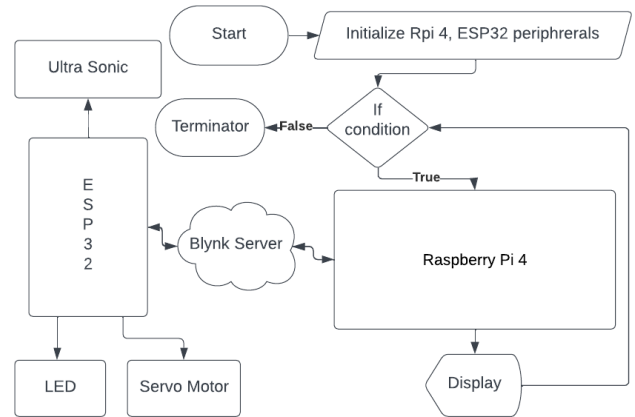 Start
Initialize Rpi 4, ESP32 periphrerals
Ultra Sonic
If
condition
False
Terminator
True
E
S
P
3
2
Blynk Server
Raspberry Pi 4
LED
Servo Motor
Display